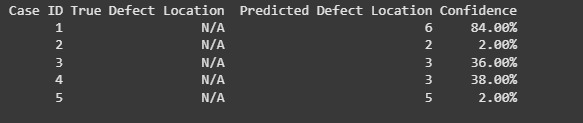 Case ID True Defect Location Predicted Defect Location Confidence
1 N/A 6 84.00%
2 N/A 2 2.00%
3 N/A 3 36.00%
4 N/A 3 38.00%
5 N/A 5 2.00%